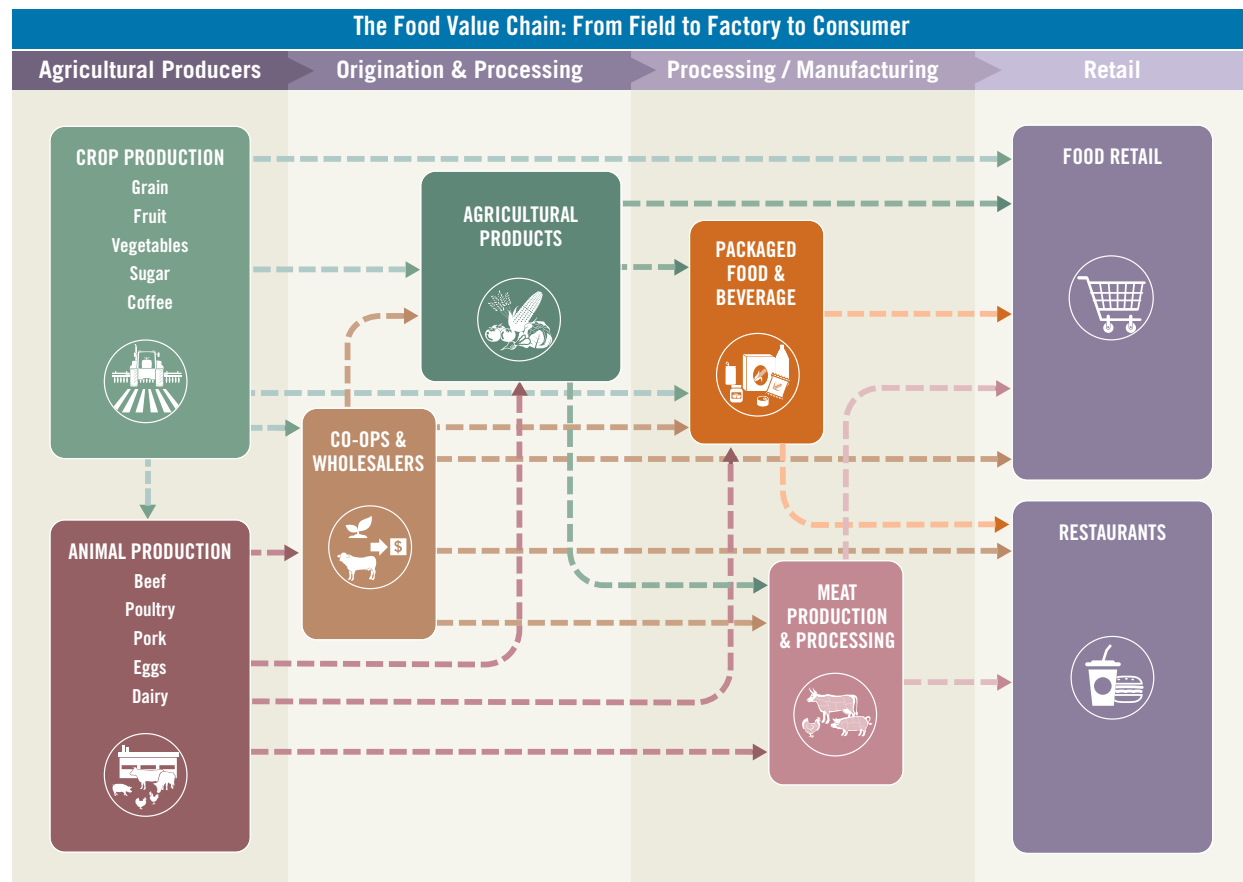 The Food Value Chain: From Field to Factory to Consumer
Agricultural Producers
Origination & Processing
Processing / Manufacturing
Retail
CROP PRODUCTION
Grain
Fruit
Vegetables
Sugar
Coffee
ANIMAL PRODUCTION
Beef
Poultry
Pork
Eggs
Dairy
CO-OPS &
WHOLESALERS
$
AGRICULTURAL
PRODUCTS
PACKAGED
FOOD &
BEVERAGE
MEAT
PRODUCTION
& PROCESSING
FOOD RETAIL
RESTAURANTS